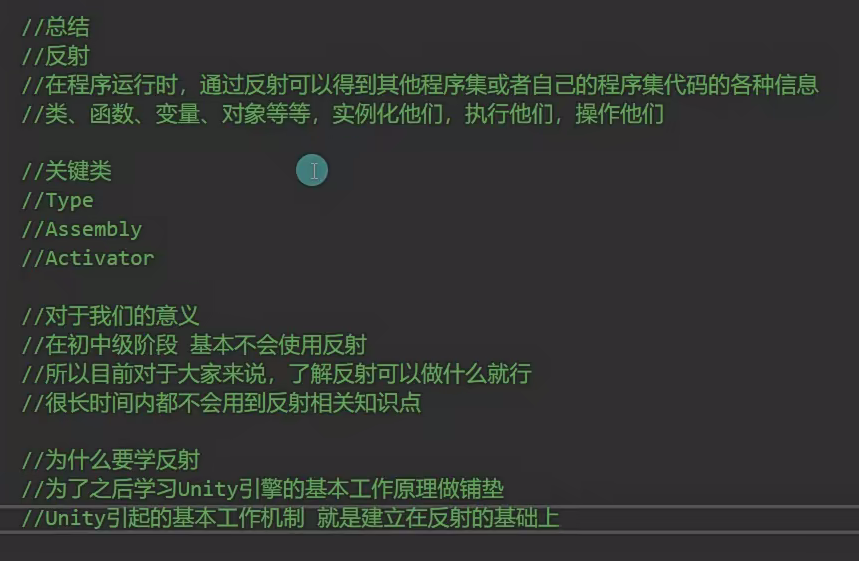 //总结
//反射
//在程序运行时，通过反射可以得到其他程序集或者自己的程序集代码的各种信息
//类、函数、变量、对象等等，实例化他们，执行他们，操作他们
//关键类
//Type
//Assembly
//Activator
//对于我们的意义
//在初中级阶段 基本不会使用反射
//所以目前对于大家来说，了解反射可以做什么就行
//很长时间内都不会用到反射相关知识点
//为什么要学反射
//为了之后学习Unity引擎的基本工作原理做铺垫
//Unity引起的基本工作机制 就是建立在反射的基础上